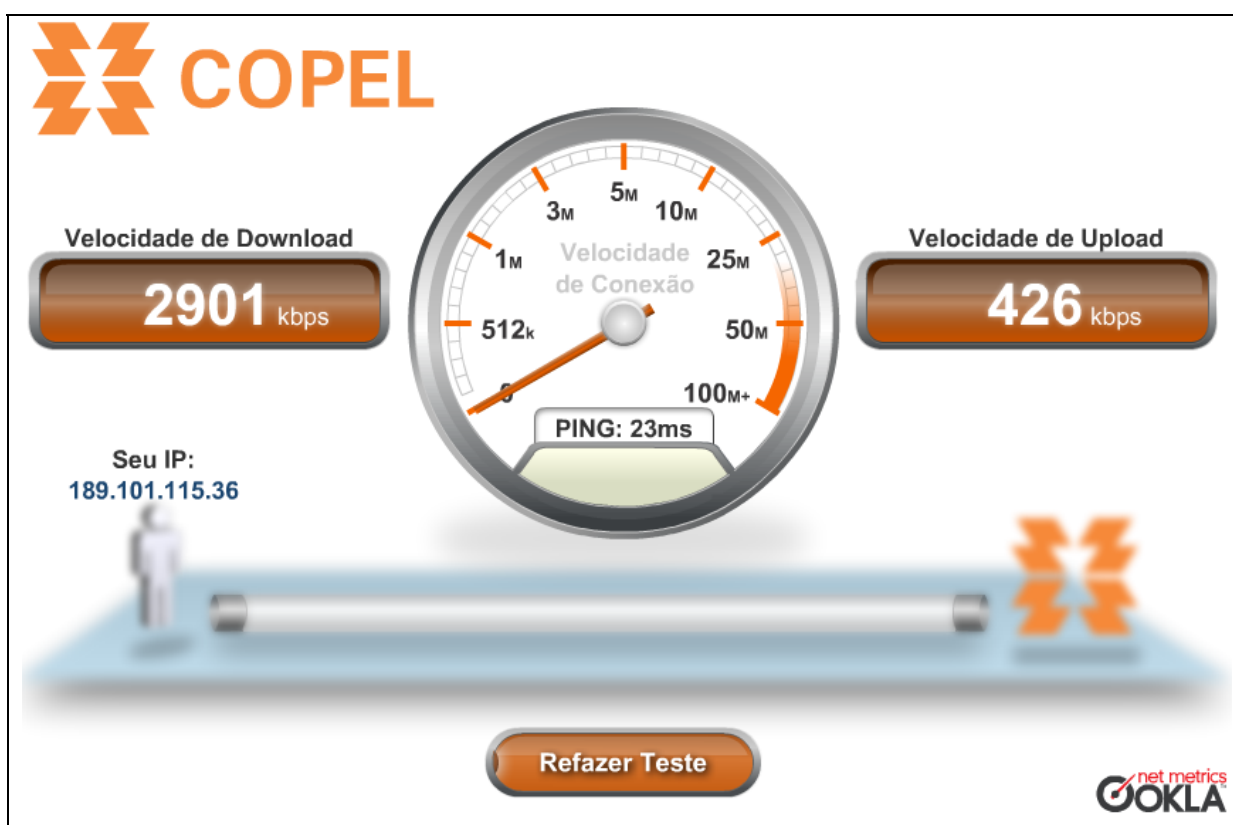 COPEL
Velocidade de Download
2901 kbps
Velocidade
de Conexão
0
512k
1M
3M
5M
10M
25M
50M
100M+
PING: 23ms
Velocidade de Upload
426 kbps
Seu IP:
189.101.115.36
Refazer Teste
net metrics
OOKLA